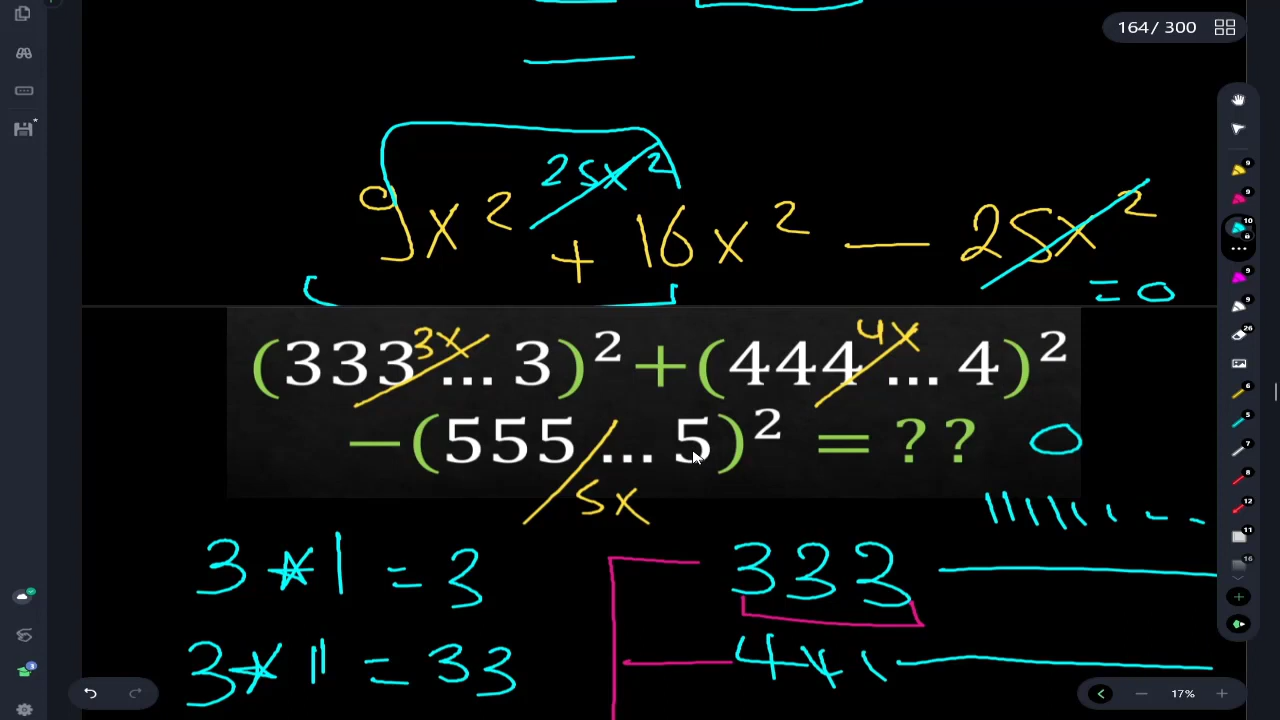 164/ 300
25x²
9x² + 16x² — 25x²
= 0
3x 4x
(333 ... 3)² + (444 ... 4)²
−(555 ... 5)² = ? ? 0
5x
3 * 1 = 3
333
3 * 11 = 33
17%